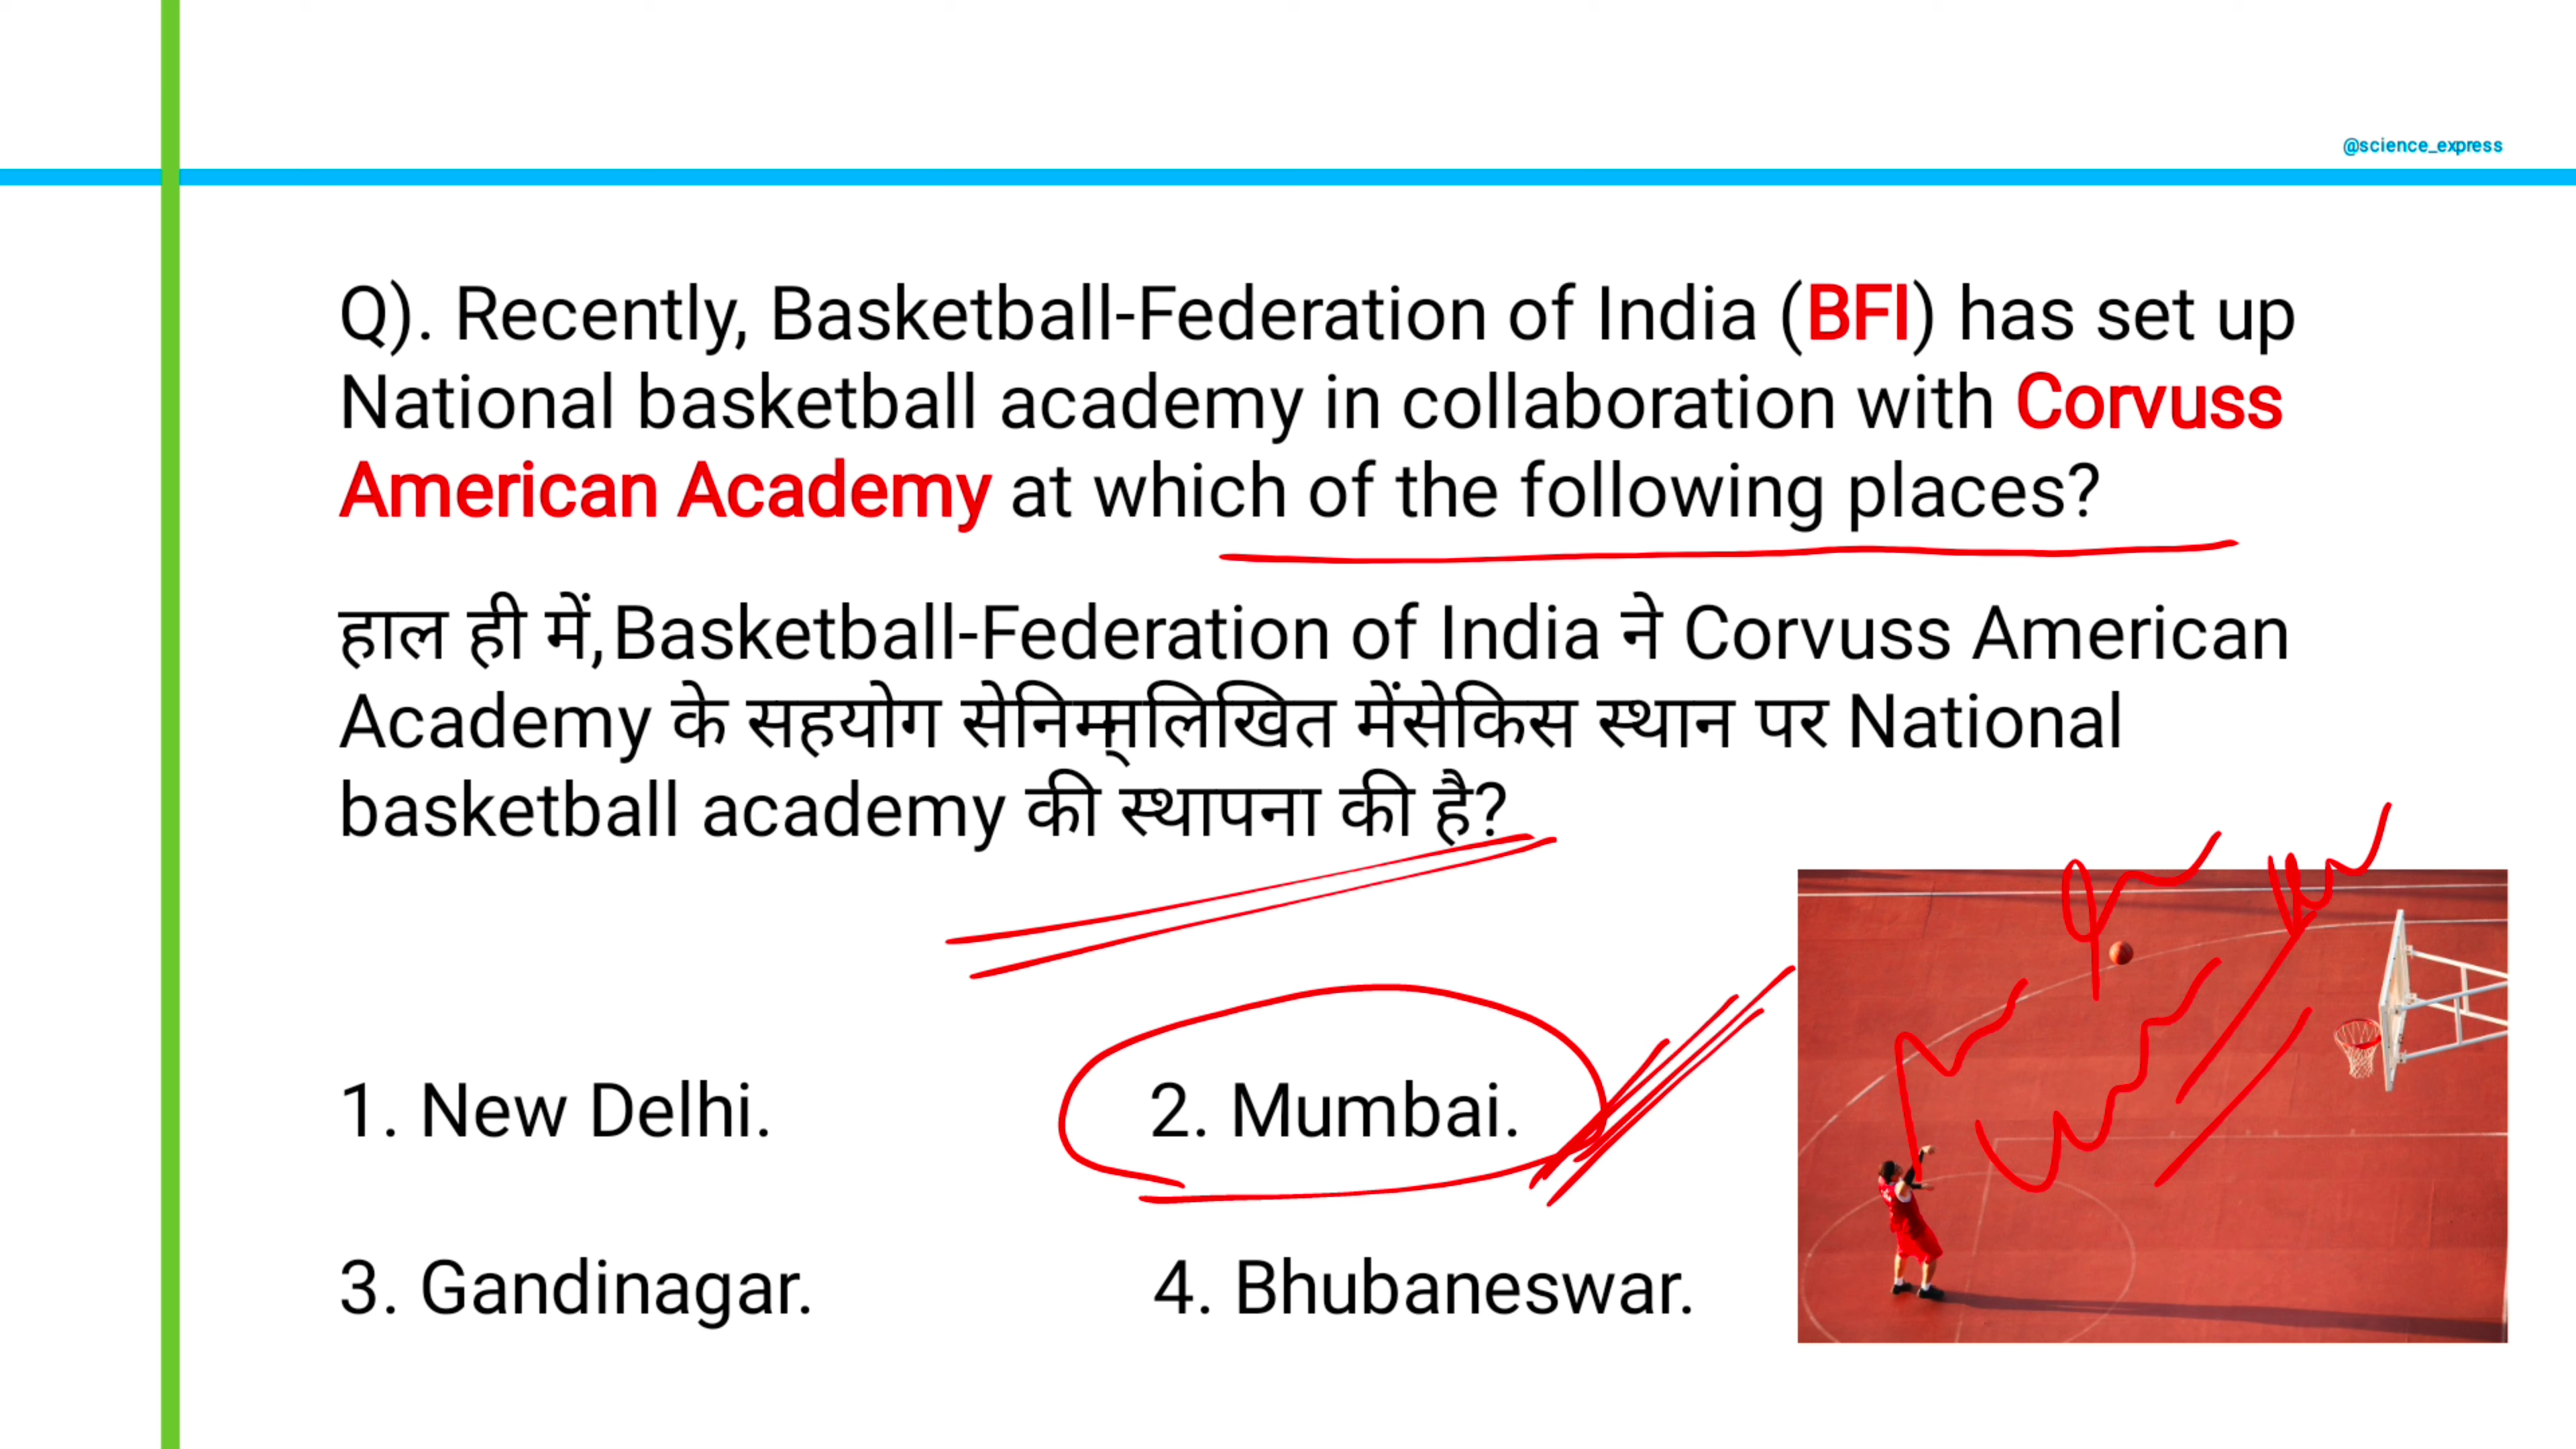 @science_express
Q). Recently, Basketball-Federation of India (BFI) has set up
National basketball academy in collaboration with Corvuss
American Academy at which of the following places?
हाल ही में, Basketball-Federation of India ने Corvuss American
Academy के सहयोग सेनिम्न्मलिखित मेंसेकिस स्थान पर National
basketball academy की स्थापना की है?
1. New Delhi. 2. Mumbai.
3. Gandinagar. 4. Bhubaneswar.